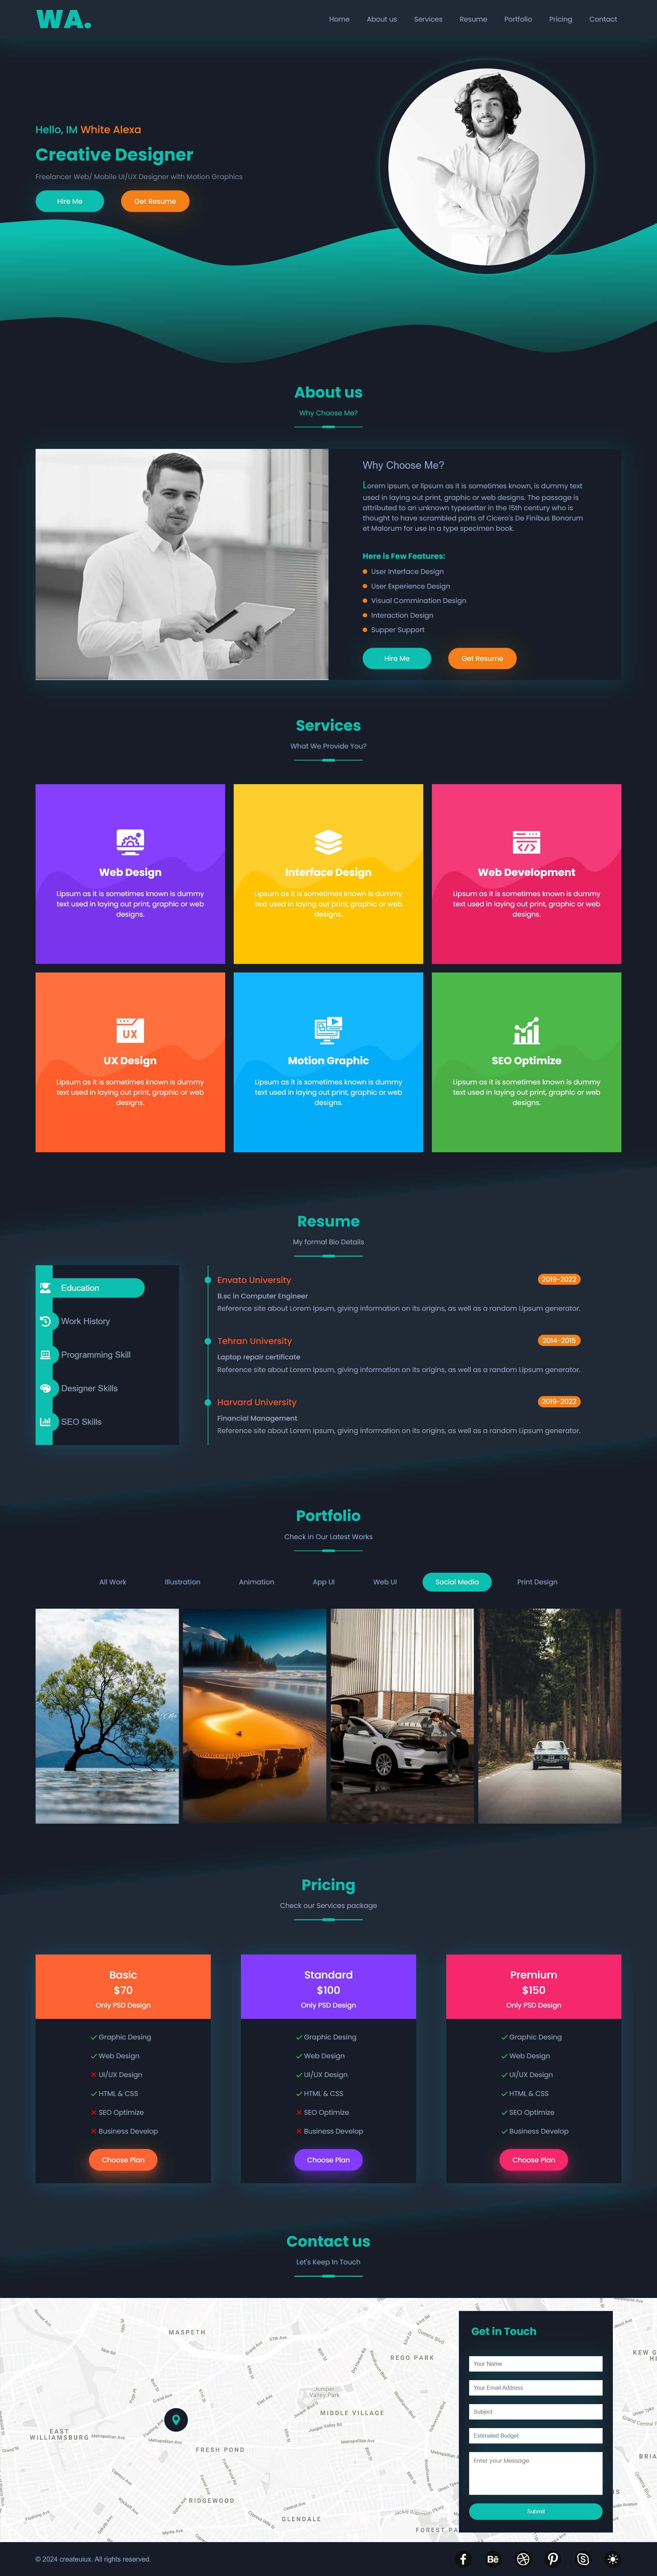 WA.
Home About us Services Resume Portfolio Pricing Contact
Hello, IM White Alexa
Creative Designer
Freelancer Web/ Mobile UI/UX Designer with Motion Graphics
Hire Me Get Resume
About us
Why Choose Me?
Why Choose Me?
Lorem ipsum, or lipsum as it is sometimes known, is dummy text
used in laying out print, graphic or web designs. The passage is
attributed to an unknown typesetter in the 15th century who is
thought to have scrambled parts of Cicero's De Finibus Bonorum
et Malorum for use in a type specimen book.
Here is Few Features:
User Interface Design
User Experience Design
Visual Commination Design
Interaction Design
Supper Support
Hire Me Get Resume
Services
What We Provide You?
Web Design
Lipsum as it is sometimes known is dummy
text used in laying out print, graphic or web
designs.
Interface Design
Lipsum as it is sometimes known is dummy
text used in laying out print, graphic or web
designs.
Web Development
Lipsum as it is sometimes known is dummy
text used in laying out print, graphic or web
designs.
UX
UX Design
Lipsum as it is sometimes known is dummy
text used in laying out print, graphic or web
designs.
Motion Graphic
Lipsum as it is sometimes known is dummy
text used in laying out print, graphic or web
designs.
SEO Optimize
Lipsum as it is sometimes known is dummy
text used in laying out print, graphic or web
designs.
Resume
My formal Bio Details
Education
Work History
Programming Skill
Designer Skills
SEO Skills
Envato University 2019-2022
B.sc in Computer Engineer
Reference site about Lorem Ipsum, giving information on its origins, as well as a random Lipsum generator.
Tehran University 2014-2015
Laptop repair certificate
Reference site about Lorem Ipsum, giving information on its origins, as well as a random Lipsum generator.
Harvard University 2019-2022
Financial Management
Reference site about Lorem Ipsum, giving information on its origins, as well as a random Lipsum generator.
Portfolio
Check in Our Latest Works
All Work Illustration Animation App UI Web UI Social Media Print Design
Pricing
Check our Services package
Basic
$70
Only PSD Design
Graphic Desing
Web Design
UI/UX Design
HTML & CSS
SEO Optimize
Business Develop
Choose Plan
Standard
$100
Only PSD Design
Graphic Desing
Web Design
UI/UX Design
HTML & CSS
SEO Optimize
Business Develop
Choose Plan
Premium
$150
Only PSD Design
Graphic Desing
Web Design
UI/UX Design
HTML & CSS
SEO Optimize
Business Develop
Choose Plan
Contact us
Let's Keep In Touch
MASPETH
REGO PARK
Juniper
Valley Park
MIDDLE VILLAGE
EAST
WILLIAMSBURG
Metropolitan Ave
FRESH POND
RIDGEWOOD
GLENDALE
FOREST PA
KEW G
BRIA
Get in Touch
Your Name
Your Email Address
Subject
Estimated Budget
Enter your Message
Submit
© 2024 createuiux. All rights reserved.
Bē